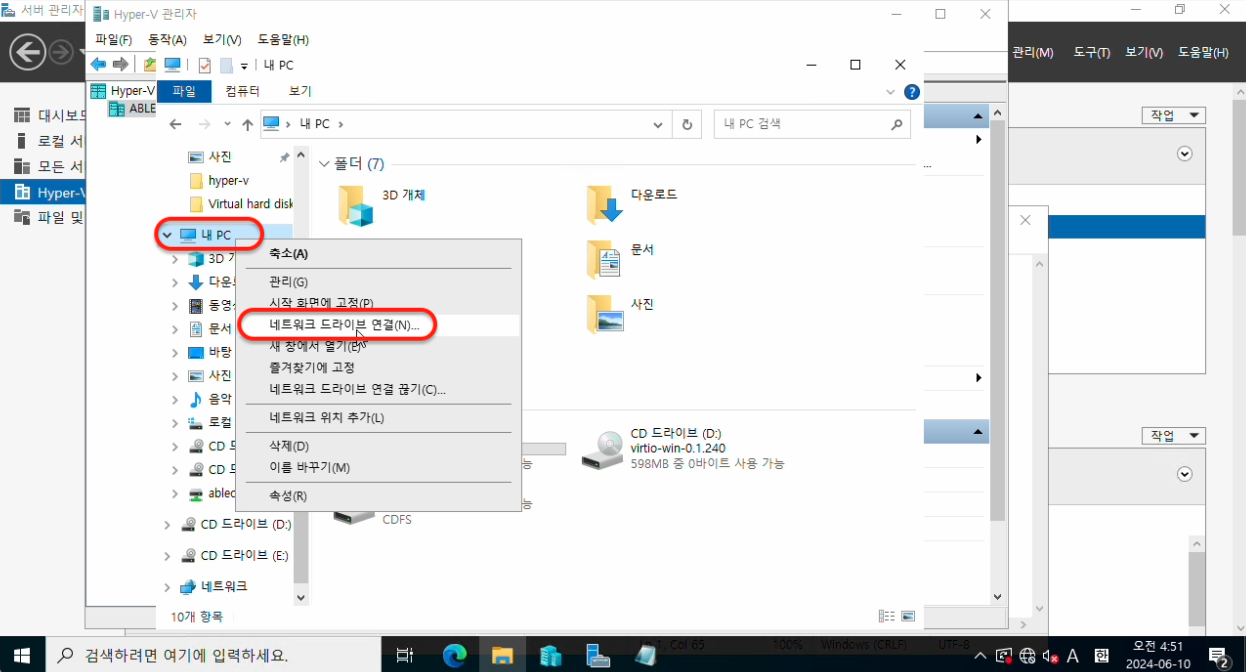 서버 관리자
Hyper-V 관리자
파일(F) 동작(A) 보기(V) 도움말(H)
관리(M) 도구(T) 보기(V) 도움말(H)
내 PC
Hyper-V
파일 컴퓨터 보기
ABLE
대시보드
로컬 서
모든 서
Hyper-V
파일 및
내 PC
내 PC 검색
작업
사진
hyper-v
Virtual hard disk
내 PC
3D 개
다운로
동영상
문서
바탕
사진
음악
로컬
CD 드
CD 드
CD 드라이브 (D:)
CD 드라이브 (E:)
네트워크
폴더 (7)
3D 개체
다운로드
문서
사진
축소(A)
관리(G)
시작 화면에 고정(P)
네트워크 드라이브 연결(N)...
새 창에서 열기(E)
즐겨찾기에 고정
네트워크 드라이브 연결 끊기(C)...
네트워크 위치 추가(L)
삭제(D)
이름 바꾸기(M)
속성(R)
...
능
능
CD 드라이브 (D:)
virtio-win-0.1.240
598MB 중 0바이트 사용 가능
CDFS
작업
10개 항목
Col 65 100% Windows (CRLF) UTF-8
검색하려면 여기에 입력하세요.
A 한
오전 4:51
2024-06-10
2